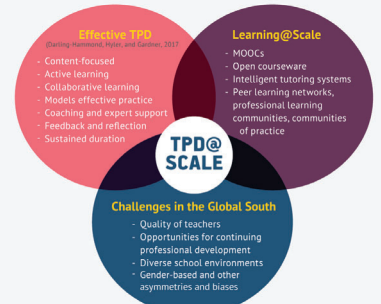 Effective TPD
(Darling-Hammond, Hyler, and Gardner, 2017
- Content-focused
- Active learning
- Collaborative learning
- Models effective practice
- Coaching and expert support
- Feedback and reflection
- Sustained duration
Learning@Scale
- MOOCs
- Open courseware
- Intelligent tutoring systems
- Peer learning networks,
professional learning
communities, communities
of practice
TPD@
SCALE
Challenges in the Global South
- Quality of teachers
- Opportunities for continuing
professional development
- Diverse school environments
- Gender-based and other
asymmetries and biases